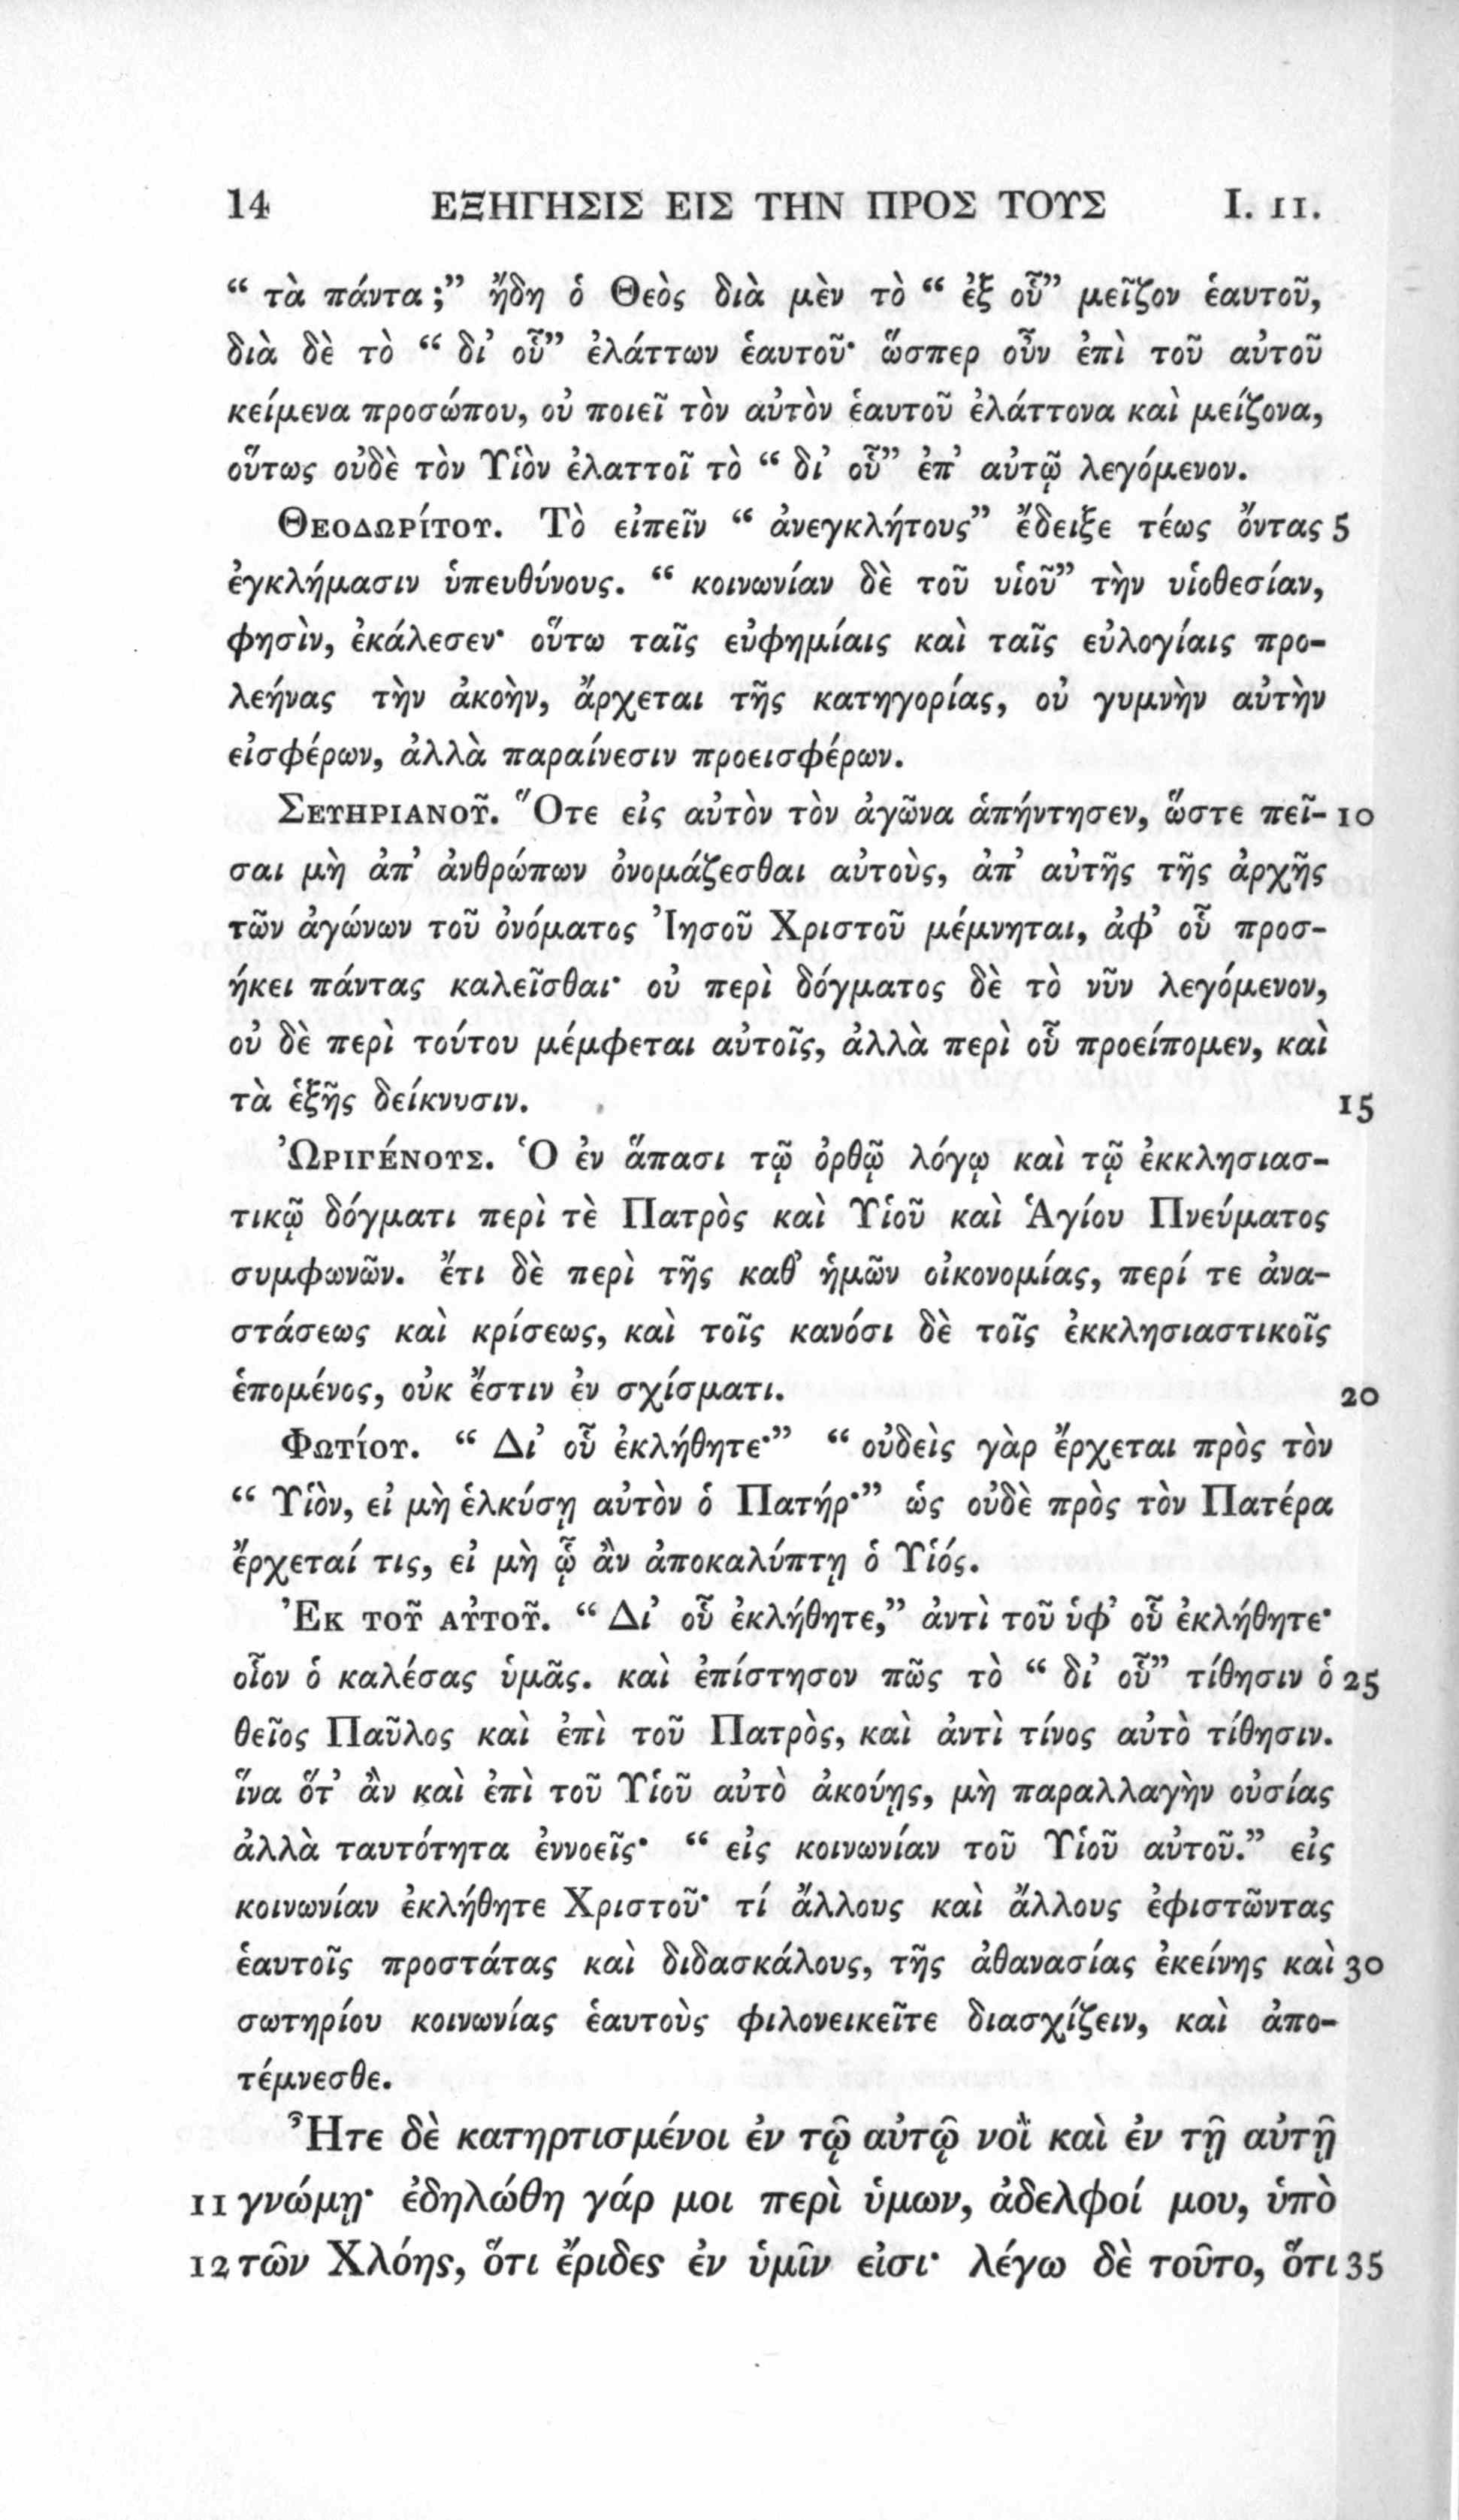 14 ΕΞΗΓΗΣΙΣ ΕΙΣ ΤΗΝ ΠΡΟΣ ΤΟΥΣ I. 11.
“ τὰ πάντα ;” ἤδη ὁ Θεὸς διὰ μὲν τὸ “ ἐξ οὗ” μεῖζον ἑαυτοῦ,
διὰ δὲ τὸ “ δι’ οὗ” ἐλάττων ἑαυτοῦ· ὥσπερ οὖν ἐπὶ τοῦ αὐτοῦ
κείμενα προσώπου, οὐ ποιεῖ τὸν αὐτὸν ἑαυτοῦ ἐλάττονα καὶ μείζονα,
οὕτως οὐδὲ τὸν Υἱὸν ἐλαττοῖ τὸ “ δι’ οὗ” ἐπ’ αὐτῷ λεγόμενον.
Θεοδωρίτου. Τὸ εἰπεῖν “ ἀνεγκλήτους” ἔδειξε τέως ὄντας 5
ἐγκλήμασιν ὑπευθύνους. “ κοινωνίαν δὲ τοῦ υἱοῦ” τὴν υἱοθεσίαν,
φησὶν, ἐκάλεσεν· οὕτω ταῖς εὐφημίαις καὶ ταῖς εὐλογίαις προ-
λεήνας τὴν ἀκοὴν, ἄρχεται τῆς κατηγορίας, οὐ γυμνὴν αὐτὴν
εἰσφέρων, ἀλλὰ παραίνεσιν προεισφέρων.
Σευηριανοῦ. Ὅτε εἰς αὐτὸν τὸν ἀγῶνα ἁπήντησεν, ὥστε πεῖ- 10
σαι μὴ ἀπ’ ἀνθρώπων ὀνομάζεσθαι αὐτοὺς, ἀπ’ αὐτῆς τῆς ἀρχῆς
τῶν ἀγώνων τοῦ ὀνόματος Ἰησοῦ Χριστοῦ μέμνηται, ἀφ’ οὗ προσ-
ήκει πάντας καλεῖσθαι· οὐ περὶ δόγματος δὲ τὸ νῦν λεγόμενον,
οὐ δὲ περὶ τούτου μέμφεται αὐτοῖς, ἀλλὰ περὶ οὗ προείπομεν, καὶ
τὰ ἑξῆς δείκνυσιν. 15
Ὠριγένους. Ὁ ἐν ἅπασι τῷ ὀρθῷ λόγῳ καὶ τῷ ἐκκλησιασ-
τικῷ δόγματι περὶ τὲ Πατρὸς καὶ Υἱοῦ καὶ Ἁγίου Πνεύματος
συμφωνῶν. ἔτι δὲ περὶ τῆς καθ’ ἡμῶν οἰκονομίας, περί τε ἀνα-
στάσεως καὶ κρίσεως, καὶ τοῖς κανόσι δὲ τοῖς ἐκκλησιαστικοῖς
ἑπομένος, οὐκ ἔστιν ἐν σχίσματι. 20
Φωτίου. “ Δι’ οὗ ἐκλήθητε·” “ οὐδεὶς γὰρ ἔρχεται πρὸς τὸν
“ Υἱὸν, εἰ μὴ ἑλκύσῃ αὐτὸν ὁ Πατήρ·” ὡς οὐδὲ πρὸς τὸν Πατέρα
ἔρχεταί τις, εἰ μὴ ᾧ ἂν ἀποκαλύπτῃ ὁ Υἱός.
Ἐκ τοῦ αὐτοῦ. “ Δι’ οὗ ἐκλήθητε,” ἀντὶ τοῦ ὑφ’ οὗ ἐκλήθητε·
οἷον ὁ καλέσας ὑμᾶς. καὶ ἐπίστησον πῶς τὸ “ δι’ οὗ” τίθησιν ὁ 25
θεῖος Παῦλος καὶ ἐπὶ τοῦ Πατρὸς, καὶ ἀντὶ τίνος αὐτὸ τίθησιν.
ἵνα ὅτ’ ἂν καὶ ἐπὶ τοῦ Υἱοῦ αὐτὸ ἀκούῃς, μὴ παραλλαγὴν οὐσίας
ἀλλὰ ταυτότητα ἐννοεῖς· “ εἰς κοινωνίαν τοῦ Υἱοῦ αὐτοῦ.” εἰς
κοινωνίαν ἐκλήθητε Χριστοῦ· τί ἄλλους καὶ ἄλλους ἐφιστῶντας
ἑαυτοῖς προστάτας καὶ διδασκάλους, τῆς ἀθανασίας ἐκείνης καὶ 30
σωτηρίου κοινωνίας ἑαυτοὺς φιλονεικεῖτε διασχίζειν, καὶ ἀπο-
τέμνεσθε.
Ἦτε δὲ κατηρτισμένοι ἐν τῷ αὐτῷ νοῒ καὶ ἐν τῇ αὐτῇ
11 γνώμῃ· ἐδηλώθη γάρ μοι περὶ ὑμων, ἀδελφοί μου, ὑπὸ
12 τῶν Χλόης, ὅτι ἔριδες ἐν ὑμῖν εἰσι· λέγω δὲ τοῦτο, ὅτι 35